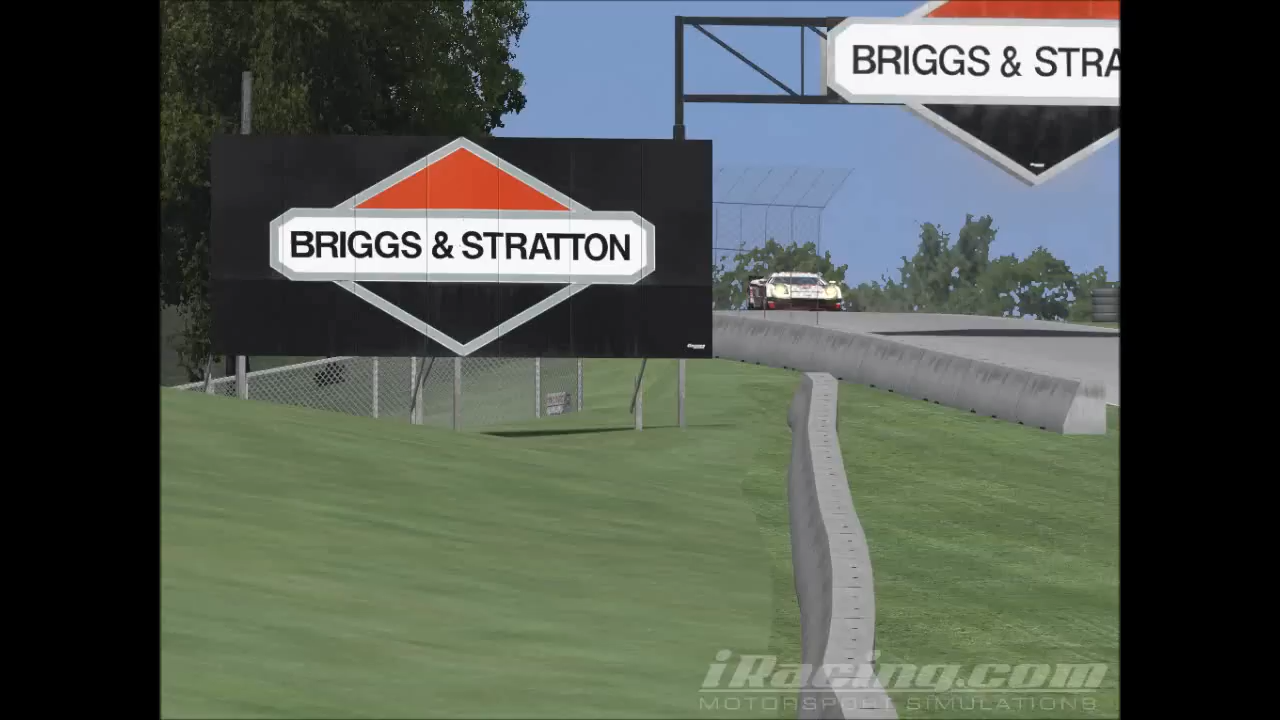 BRIGGS & STRA
BRIGGS & STRATTON
iRacing.com
MOTORSPORT SIMULATIONS